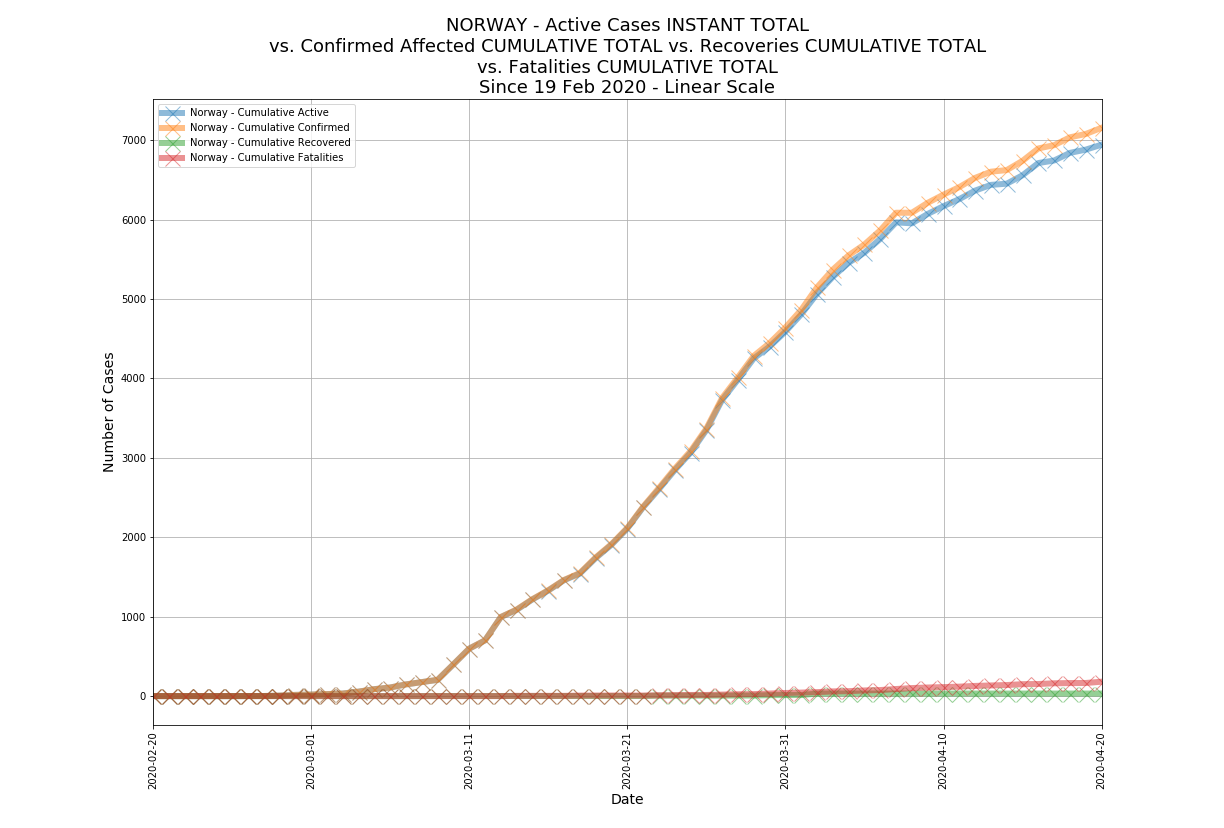 NORWAY - Active Cases INSTANT TOTAL
vs. Confirmed Affected CUMULATIVE TOTAL vs. Recoveries CUMULATIVE TOTAL
vs. Fatalities CUMULATIVE TOTAL
Since 19 Feb 2020 - Linear Scale
Norway - Cumulative Active
Norway - Cumulative Confirmed
Norway - Cumulative Recovered
Norway - Cumulative Fatalities
Number of Cases
7000
6000
5000
4000
3000
2000
1000
0
2020-02-20
2020-03-01
2020-03-11
2020-03-21
2020-03-31
2020-04-10
2020-04-20
Date